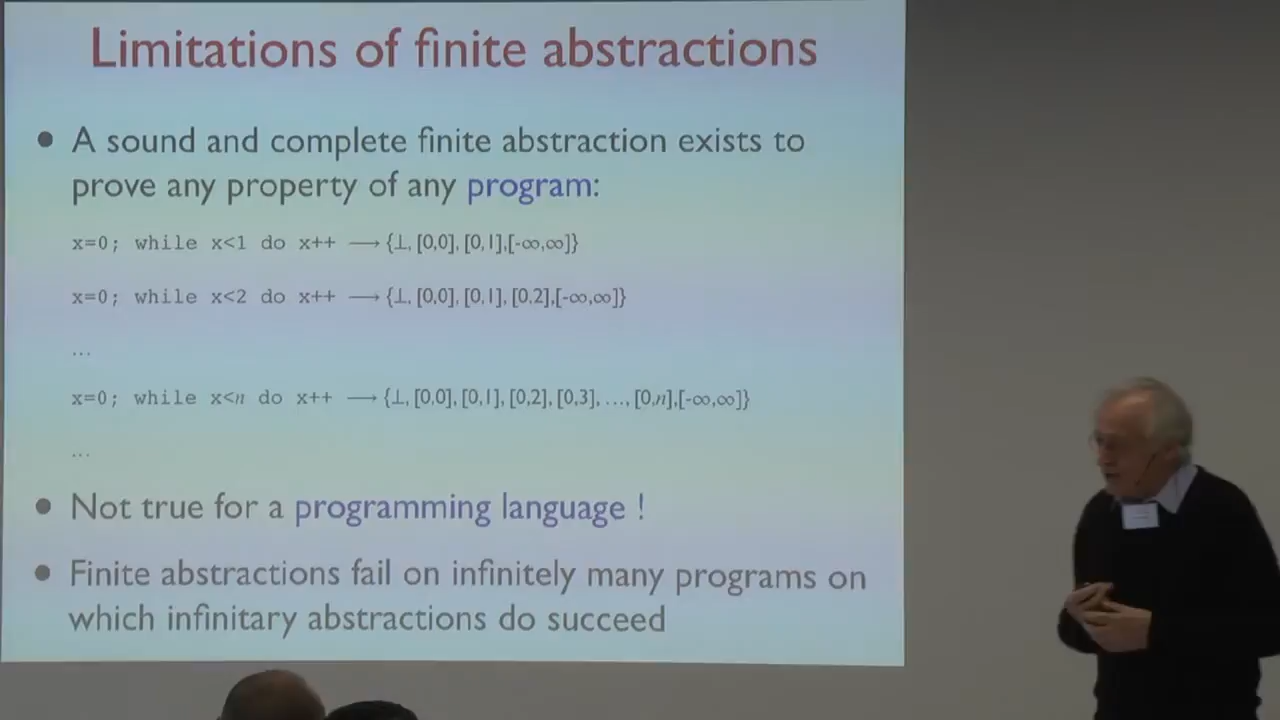 Limitations of finite abstractions
• A sound and complete finite abstraction exists to
prove any property of any program:
x=0; while x<1 do x++ ⟶ {⊥, [0,0], [0,1],[-∞,∞]}
x=0; while x<2 do x++ ⟶ {⊥, [0,0], [0,1], [0,2],[-∞,∞]}
...
x=0; while x<n do x++ ⟶ {⊥, [0,0], [0,1], [0,2], [0,3], ..., [0,n],[-∞,∞]}
...
• Not true for a programming language !
• Finite abstractions fail on infinitely many programs on
which infinitary abstractions do succeed